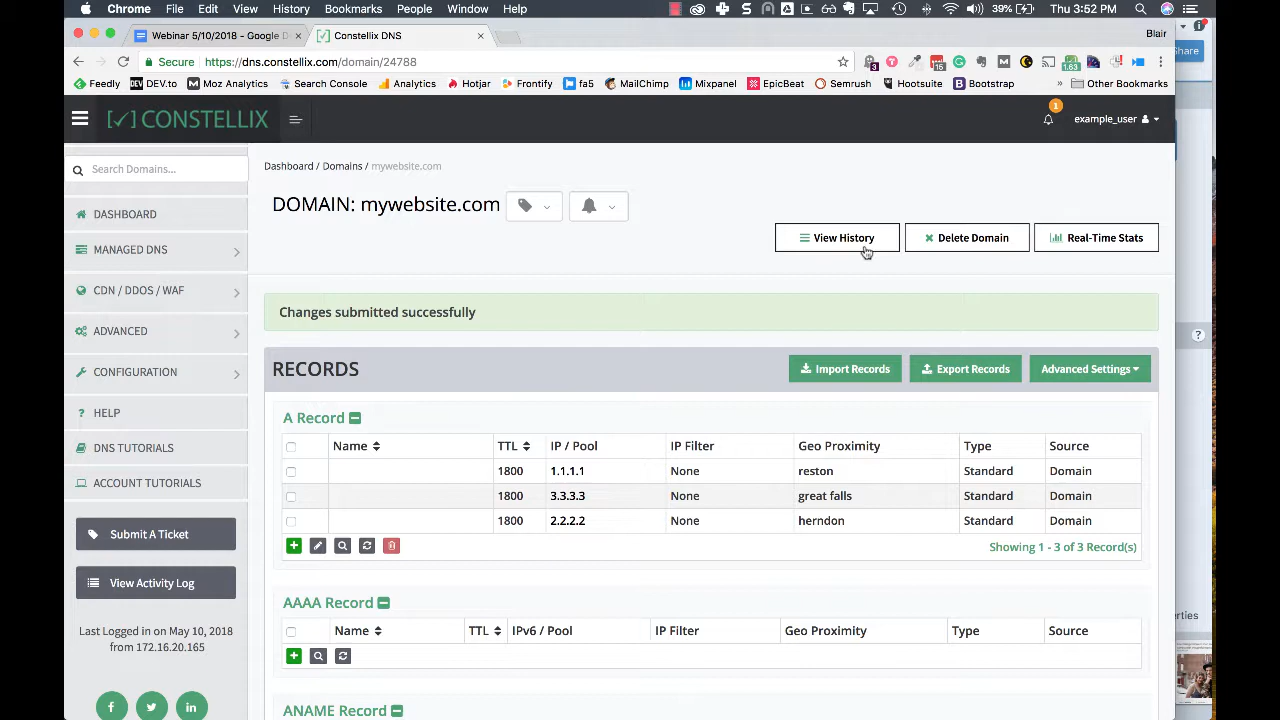 Chrome File Edit View History Bookmarks People Window Help 39% Thu 3:52 PM
Webinar 5/10/2018 - Google D Constellix DNS Blair
Secure https://dns.constellix.com/domain/24788 3 16 1.63
Feedly DEV.to Moz Analytics Search Console Analytics Hotjar Frontify fa5 MailChimp Mixpanel EpicBeat Semrush Hootsuite Bootstrap » Other Bookmarks
Share
CONSTELLIX
1
example_user
Search Domains...
DASHBOARD
MANAGED DNS
CDN / DDOS / WAF
ADVANCED
CONFIGURATION
? HELP
DNS TUTORIALS
ACCOUNT TUTORIALS
Submit A Ticket
View Activity Log
Last Logged in on May 10, 2018
from 172.16.20.165
Dashboard / Domains / mywebsite.com
DOMAIN: mywebsite.com
View History Delete Domain Real-Time Stats
Changes submitted successfully
RECORDS
Import Records Export Records Advanced Settings
A Record
Name TTL IP / Pool IP Filter Geo Proximity Type Source
1800 1.1.1.1 None reston Standard Domain
1800 3.3.3.3 None great falls Standard Domain
1800 2.2.2.2 None herndon Standard Domain
Showing 1 - 3 of 3 Record(s)
AAAA Record
Name TTL IPv6 / Pool IP Filter Geo Proximity Type Source
ANAME Record
?
erties